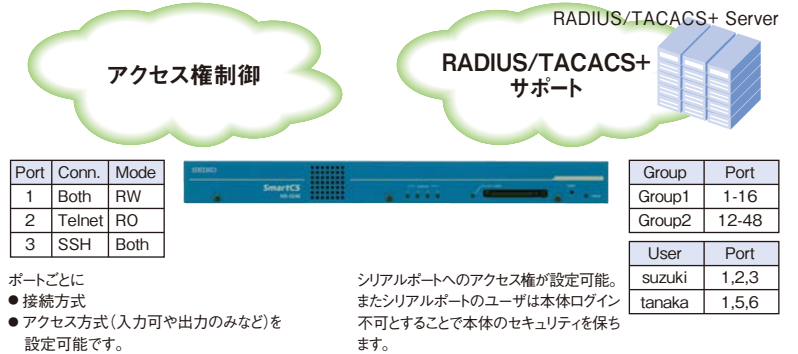 RADIUS/TACACS+ Server
アクセス権制御
RADIUS/TACACS+
サポート
Port Conn. Mode
1 Both RW
2 Telnet RO
3 SSH Both
SEIKO
SmartCS
Group Port
Group1 1-16
Group2 12-48
User Port
suzuki 1,2,3
tanaka 1,5,6
ポートごとに
●接続方式
●アクセス方式(入力可や出力のみなど)を
設定可能です。
シリアルポートへのアクセス権が設定可能。
またシリアルポートのユーザは本体ログイン
不可とすることで本体のセキュリティを保ち
ます。